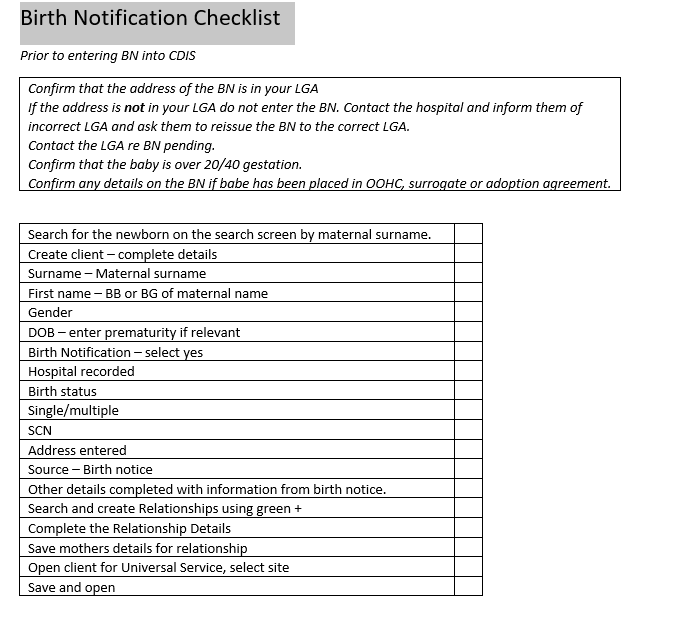 Birth Notification Checklist
Prior to entering BN into CDIS
Confirm that the address of the BN is in your LGA
If the address is not in your LGA do not enter the BN. Contact the hospital and inform them of
incorrect LGA and ask them to reissue the BN to the correct LGA.
Contact the LGA re BN pending.
Confirm that the baby is over 20/40 gestation.
Confirm any details on the BN if babe has been placed in OOHC, surrogate or adoption agreement.
Search for the newborn on the search screen by maternal surname.
Create client – complete details
Surname – Maternal surname
First name – BB or BG of maternal name
Gender
DOB – enter prematurity if relevant
Birth Notification – select yes
Hospital recorded
Birth status
Single/multiple
SCN
Address entered
Source – Birth notice
Other details completed with information from birth notice.
Search and create Relationships using green +
Complete the Relationship Details
Save mothers details for relationship
Open client for Universal Service, select site
Save and open